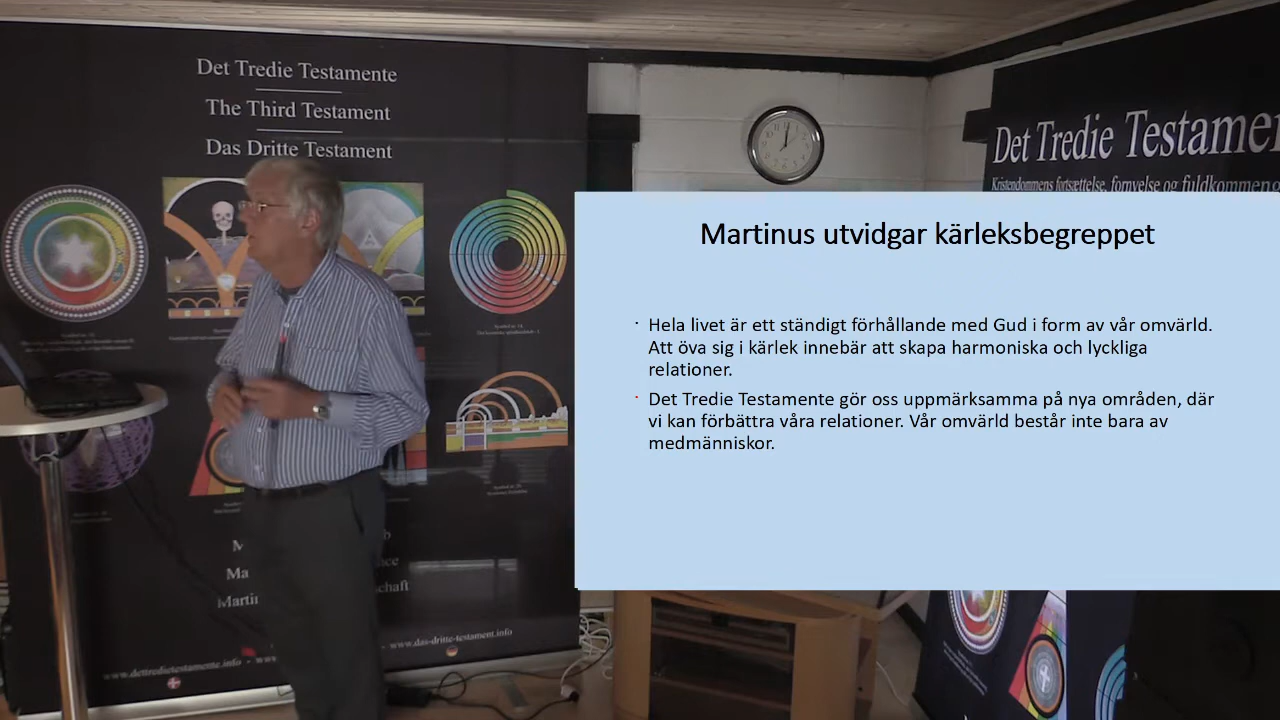 Det Tredie Testamente
The Third Testament
Das Dritte Testament
Det Tredie Testame
Kristendommens fortsættelse, fornyelse og fuldkommeng
Martinus utvidgar kärleksbegreppet
· Hela livet är ett ständigt förhållande med Gud i form av vår omvärld.
Att öva sig i kärlek innebär att skapa harmoniska och lyckliga
relationer.
· Det Tredie Testamente gör oss uppmärksamma på nya områden, där
vi kan förbättra våra relationer. Vår omvärld består inte bara av
medmänniskor.
www.dettredietestamente.info - - www.das-dritte-testament.info